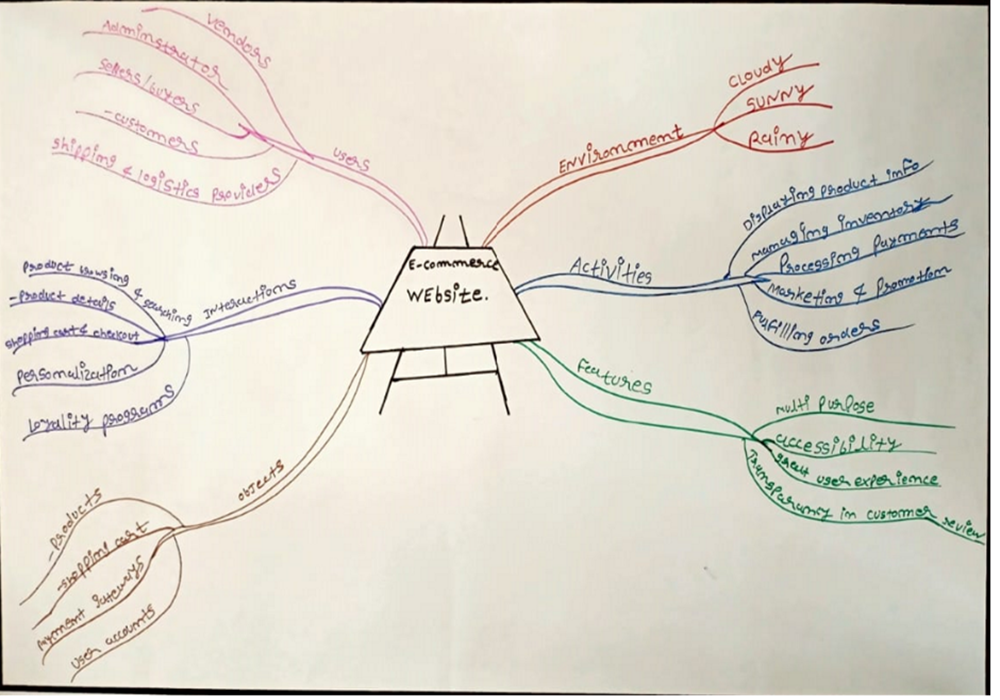 E-commerce
WEbsite.
Users
Vendors
Adminstrator
Sellers/buyers
-customers
Shipping & logistics providers
Environment
CLOUDY
SUNNY
Rainy
Activities
Displaying product info
Managing inventory
Processing payments
Marketing & Promotion
Fulfilling orders
Features
Multi Purpose
accessibility
great user experience
Transparancy in customer review
Interactions
Product browsing & searching
-Product details
Shopping cart & checkout
Personalization
Loyality programs
objects
-Products
-shopping cart
Payment gateways
User accounts